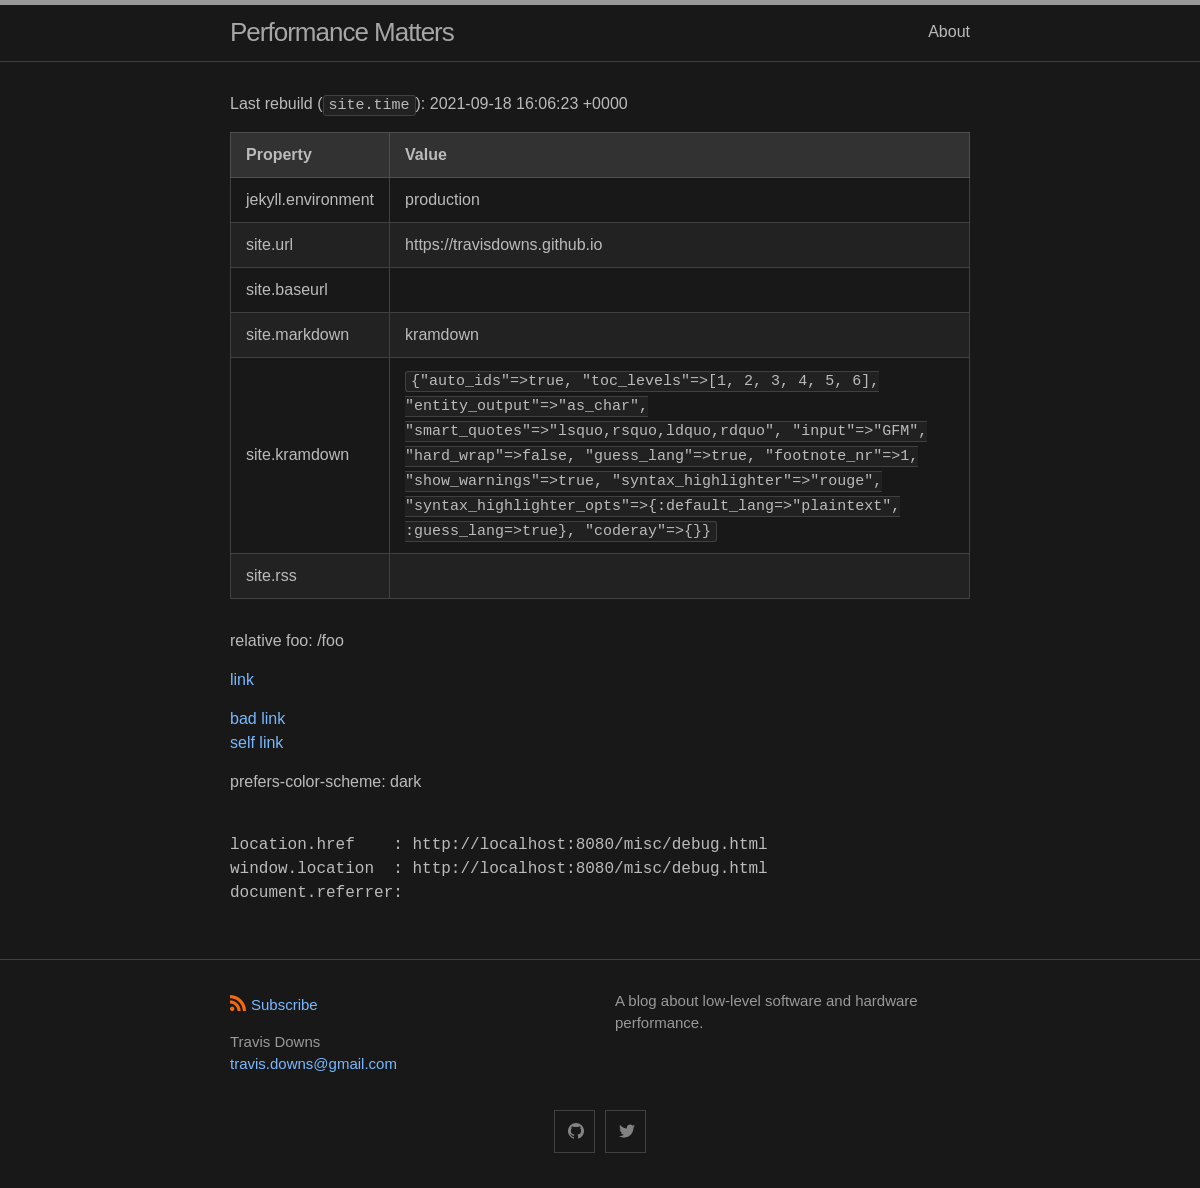 Performance Matters
About
Last rebuild (site.time): 2021-09-18 16:06:23 +0000
Property Value
jekyll.environment production
site.url https://travisdowns.github.io
site.baseurl
site.markdown kramdown
site.kramdown
{"auto_ids"=>true, "toc_levels"=>[1, 2, 3, 4, 5, 6],
"entity_output"=>"as_char",
"smart_quotes"=>"lsquo,rsquo,ldquo,rdquo", "input"=>"GFM",
"hard_wrap"=>false, "guess_lang"=>true, "footnote_nr"=>1,
"show_warnings"=>true, "syntax_highlighter"=>"rouge",
"syntax_highlighter_opts"=>{:default_lang=>"plaintext",
:guess_lang=>true}, "coderay"=>{}}
site.rss
relative foo: /foo
link
bad link
self link
prefers-color-scheme: dark
location.href    : http://localhost:8080/misc/debug.html
window.location  : http://localhost:8080/misc/debug.html
document.referrer:
Subscribe
Travis Downs
travis.downs@gmail.com
A blog about low-level software and hardware
performance.